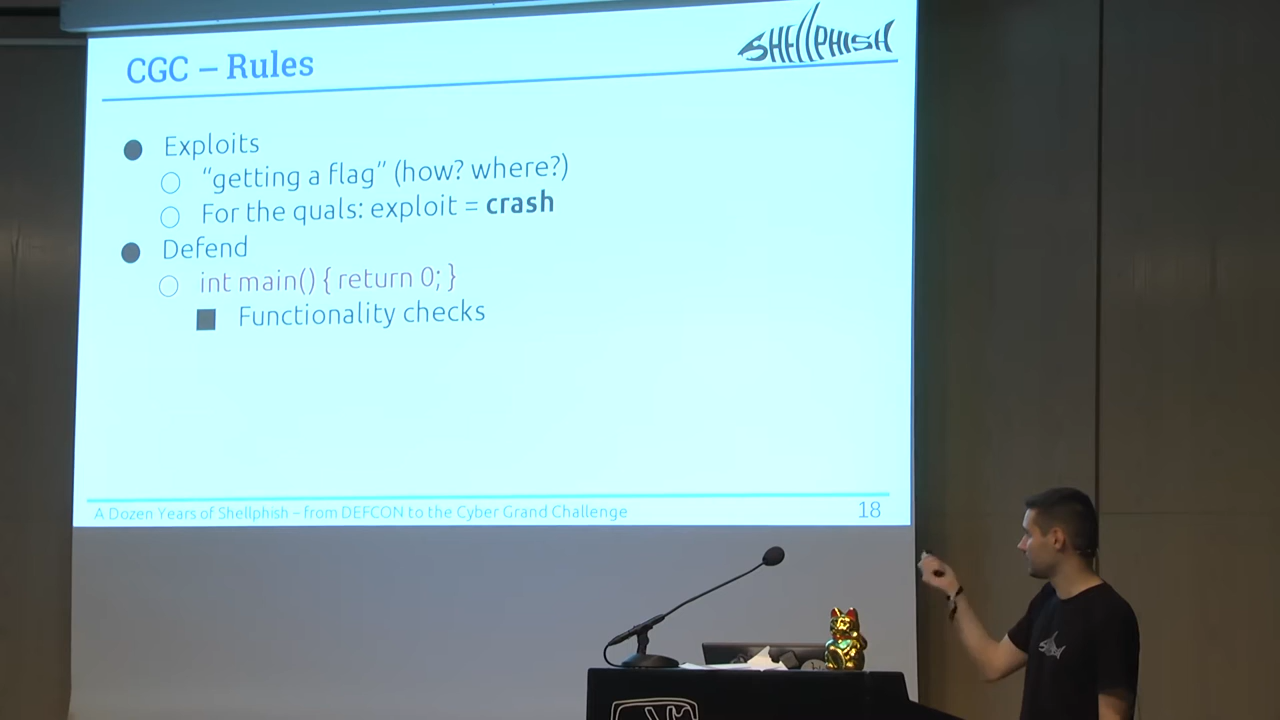 CGC – Rules
SHELLPHISH
Exploits
“getting a flag” (how? where?)
For the quals: exploit = crash
Defend
int main() { return 0; }
Functionality checks
A Dozen Years of Shellphish – from DEFCON to the Cyber Grand Challenge
18